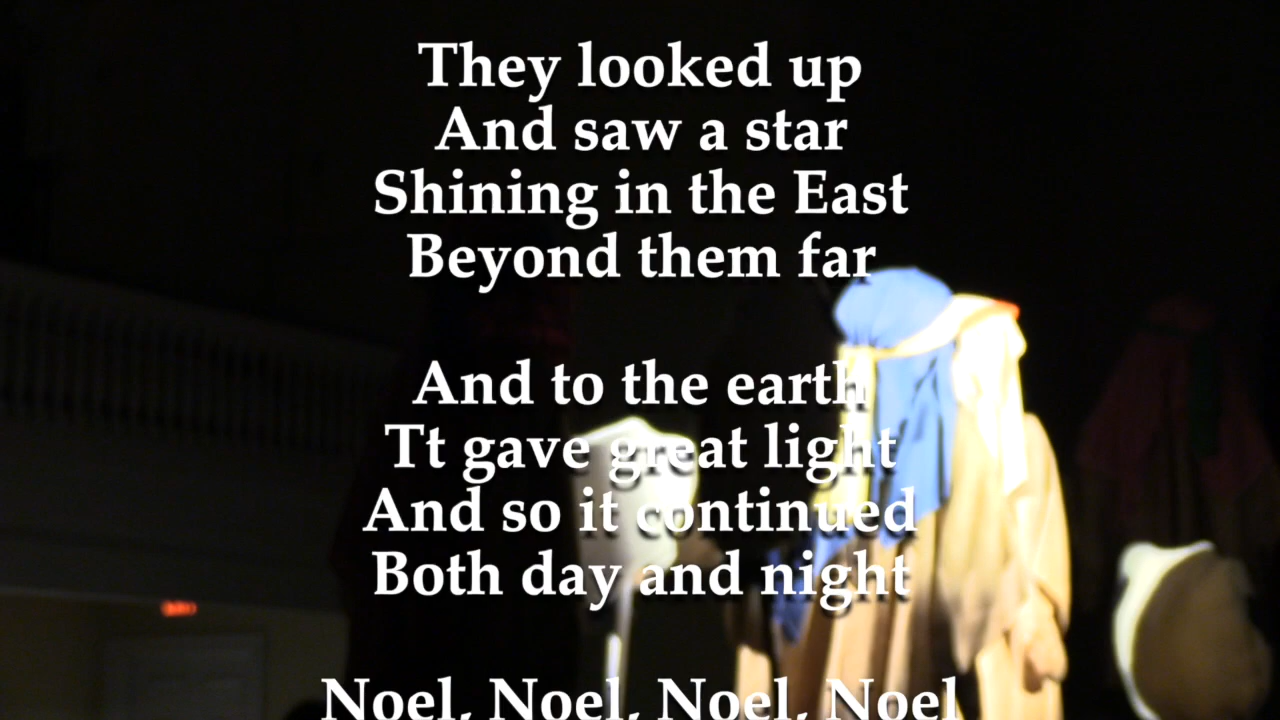 They looked up
And saw a star
Shining in the East
Beyond them far
And to the earth
Tt gave great light
And so it continued
Both day and night
Noel, Noel, Noel, Noel